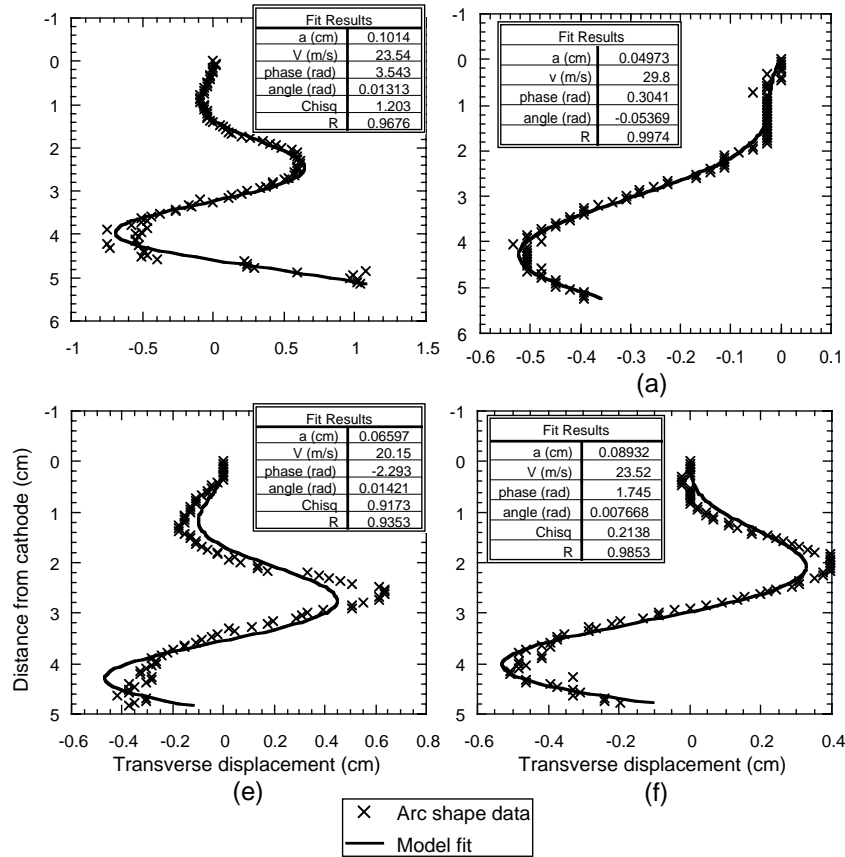 -1
0
1
2
3
4
5
6
-1 -0.5 0 0.5 1 1.5
Fit Results
a (cm) 0.1014
V (m/s) 23.54
phase (rad) 3.543
angle (rad) 0.01313
Chisq 1.203
R 0.9676
-1
0
1
2
3
4
5
6
-0.6 -0.5 -0.4 -0.3 -0.2 -0.1 0 0.1
Fit Results
a (cm) 0.04973
v (m/s) 29.8
phase (rad) 0.3041
angle (rad) -0.05369
R 0.9974
(a)
Distance from cathode (cm)
-1
0
1
2
3
4
5
-0.6 -0.4 -0.2 0 0.2 0.4 0.6 0.8
Fit Results
a (cm) 0.06597
V (m/s) 20.15
phase (rad) -2.293
angle (rad) 0.01421
Chisq 0.9173
R 0.9353
Transverse displacement (cm)
(e)
-1
0
1
2
3
4
5
-0.6 -0.4 -0.2 0 0.2 0.4
Fit Results
a (cm) 0.08932
V (m/s) 23.52
phase (rad) 1.745
angle (rad) 0.007668
Chisq 0.2138
R 0.9853
Transverse displacement (cm)
(f)
Arc shape data
Model fit